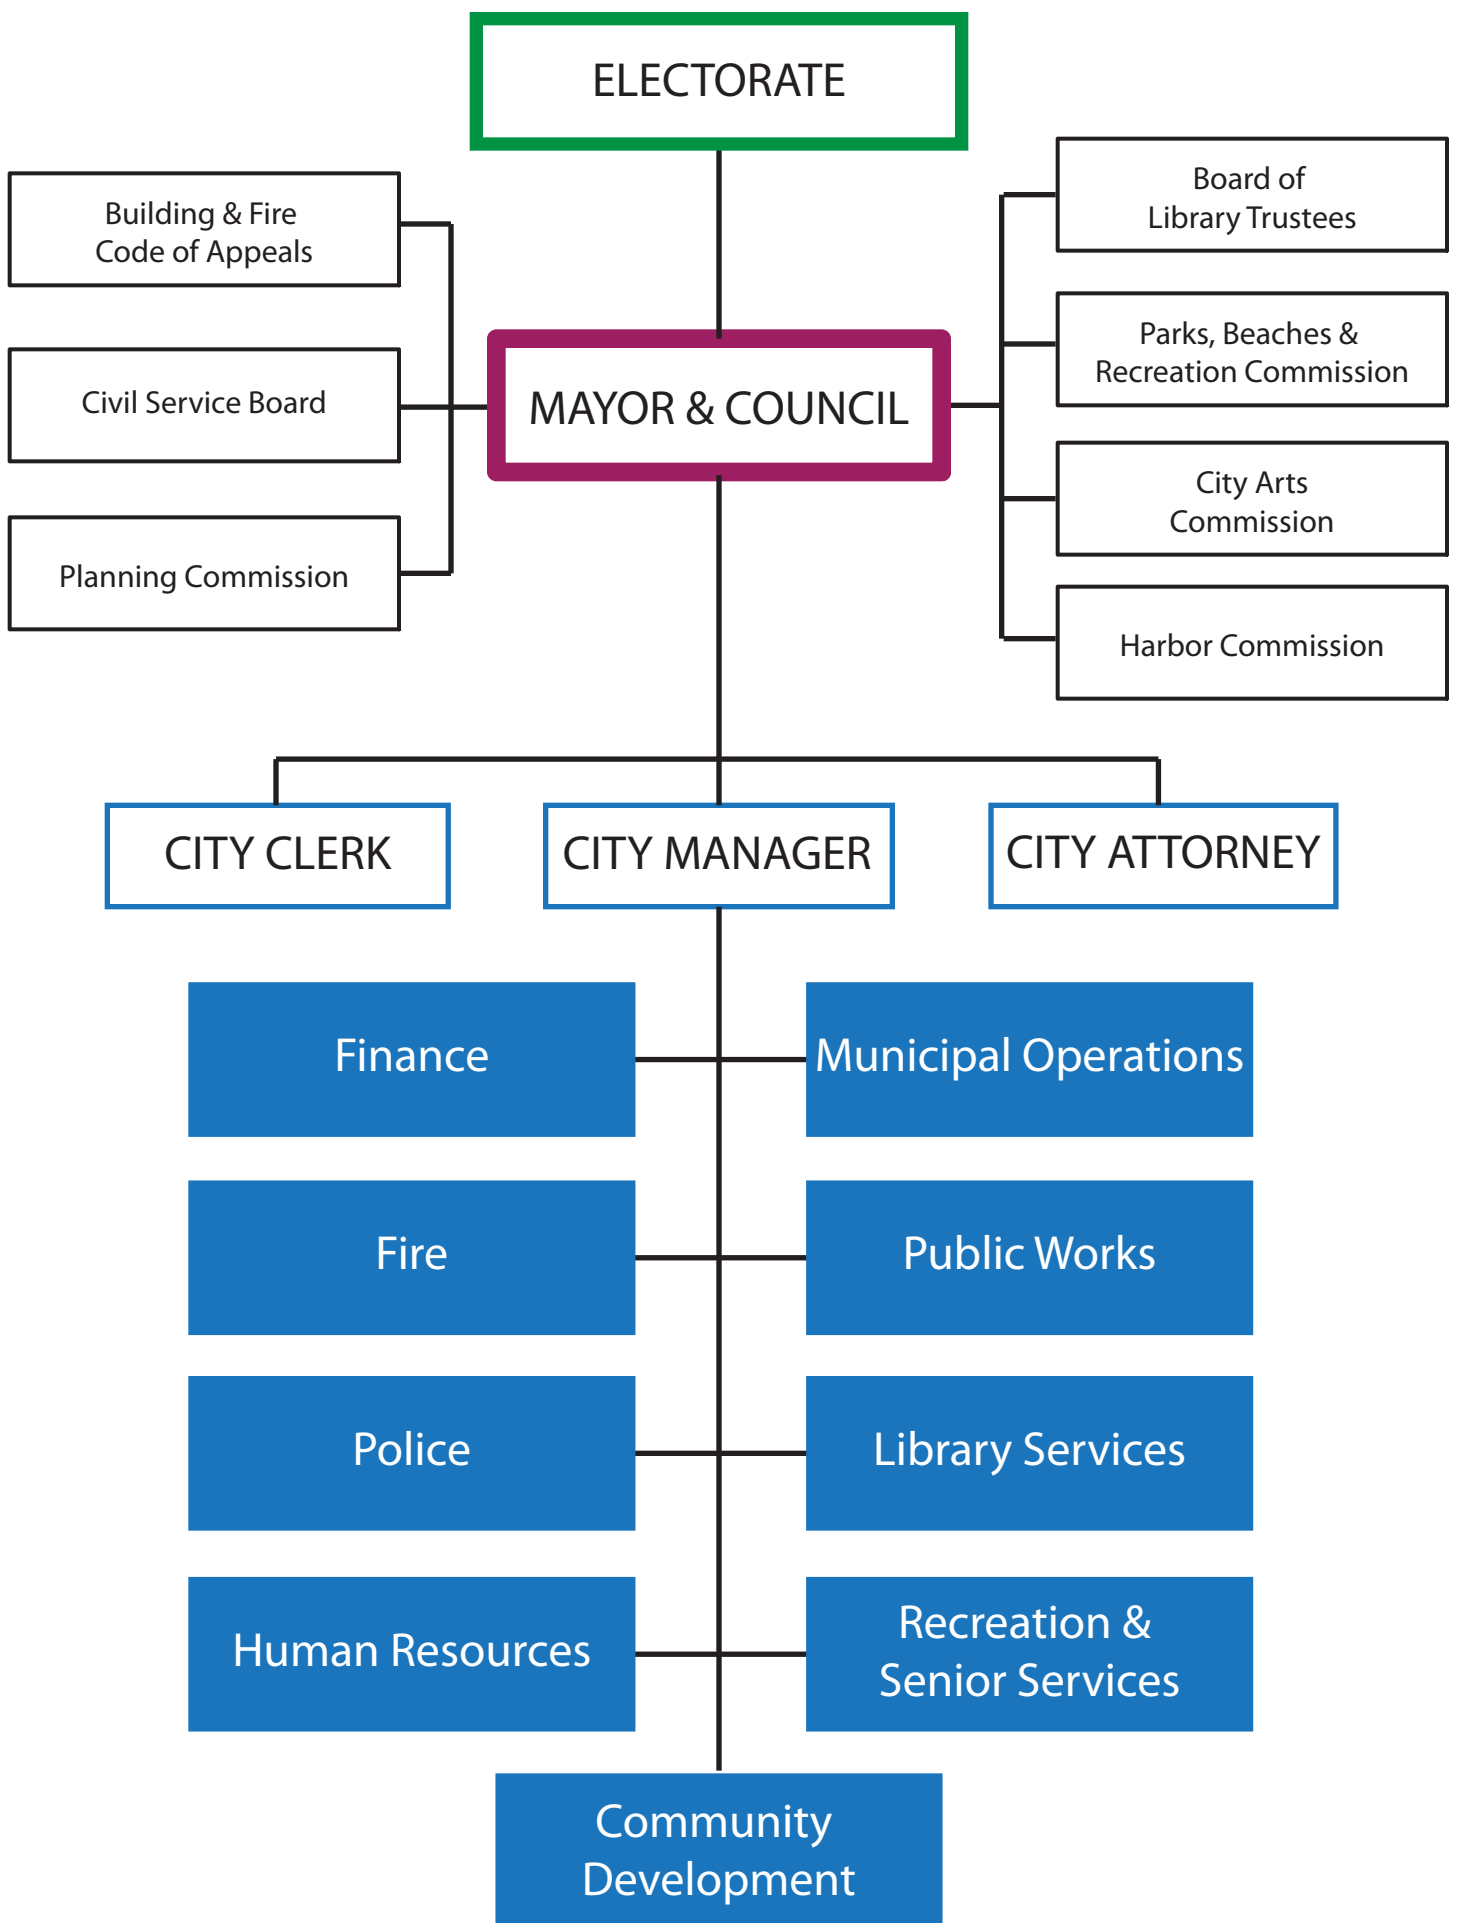 ELECTORATE
Building & Fire
Code of Appeals
Civil Service Board
Planning Commission
MAYOR & COUNCIL
Board of
Library Trustees
Parks, Beaches &
Recreation Commission
City Arts
Commission
Harbor Commission
CITY CLERK
CITY MANAGER
CITY ATTORNEY
Finance
Municipal Operations
Fire
Public Works
Police
Library Services
Human Resources
Recreation &
Senior Services
Community
Development